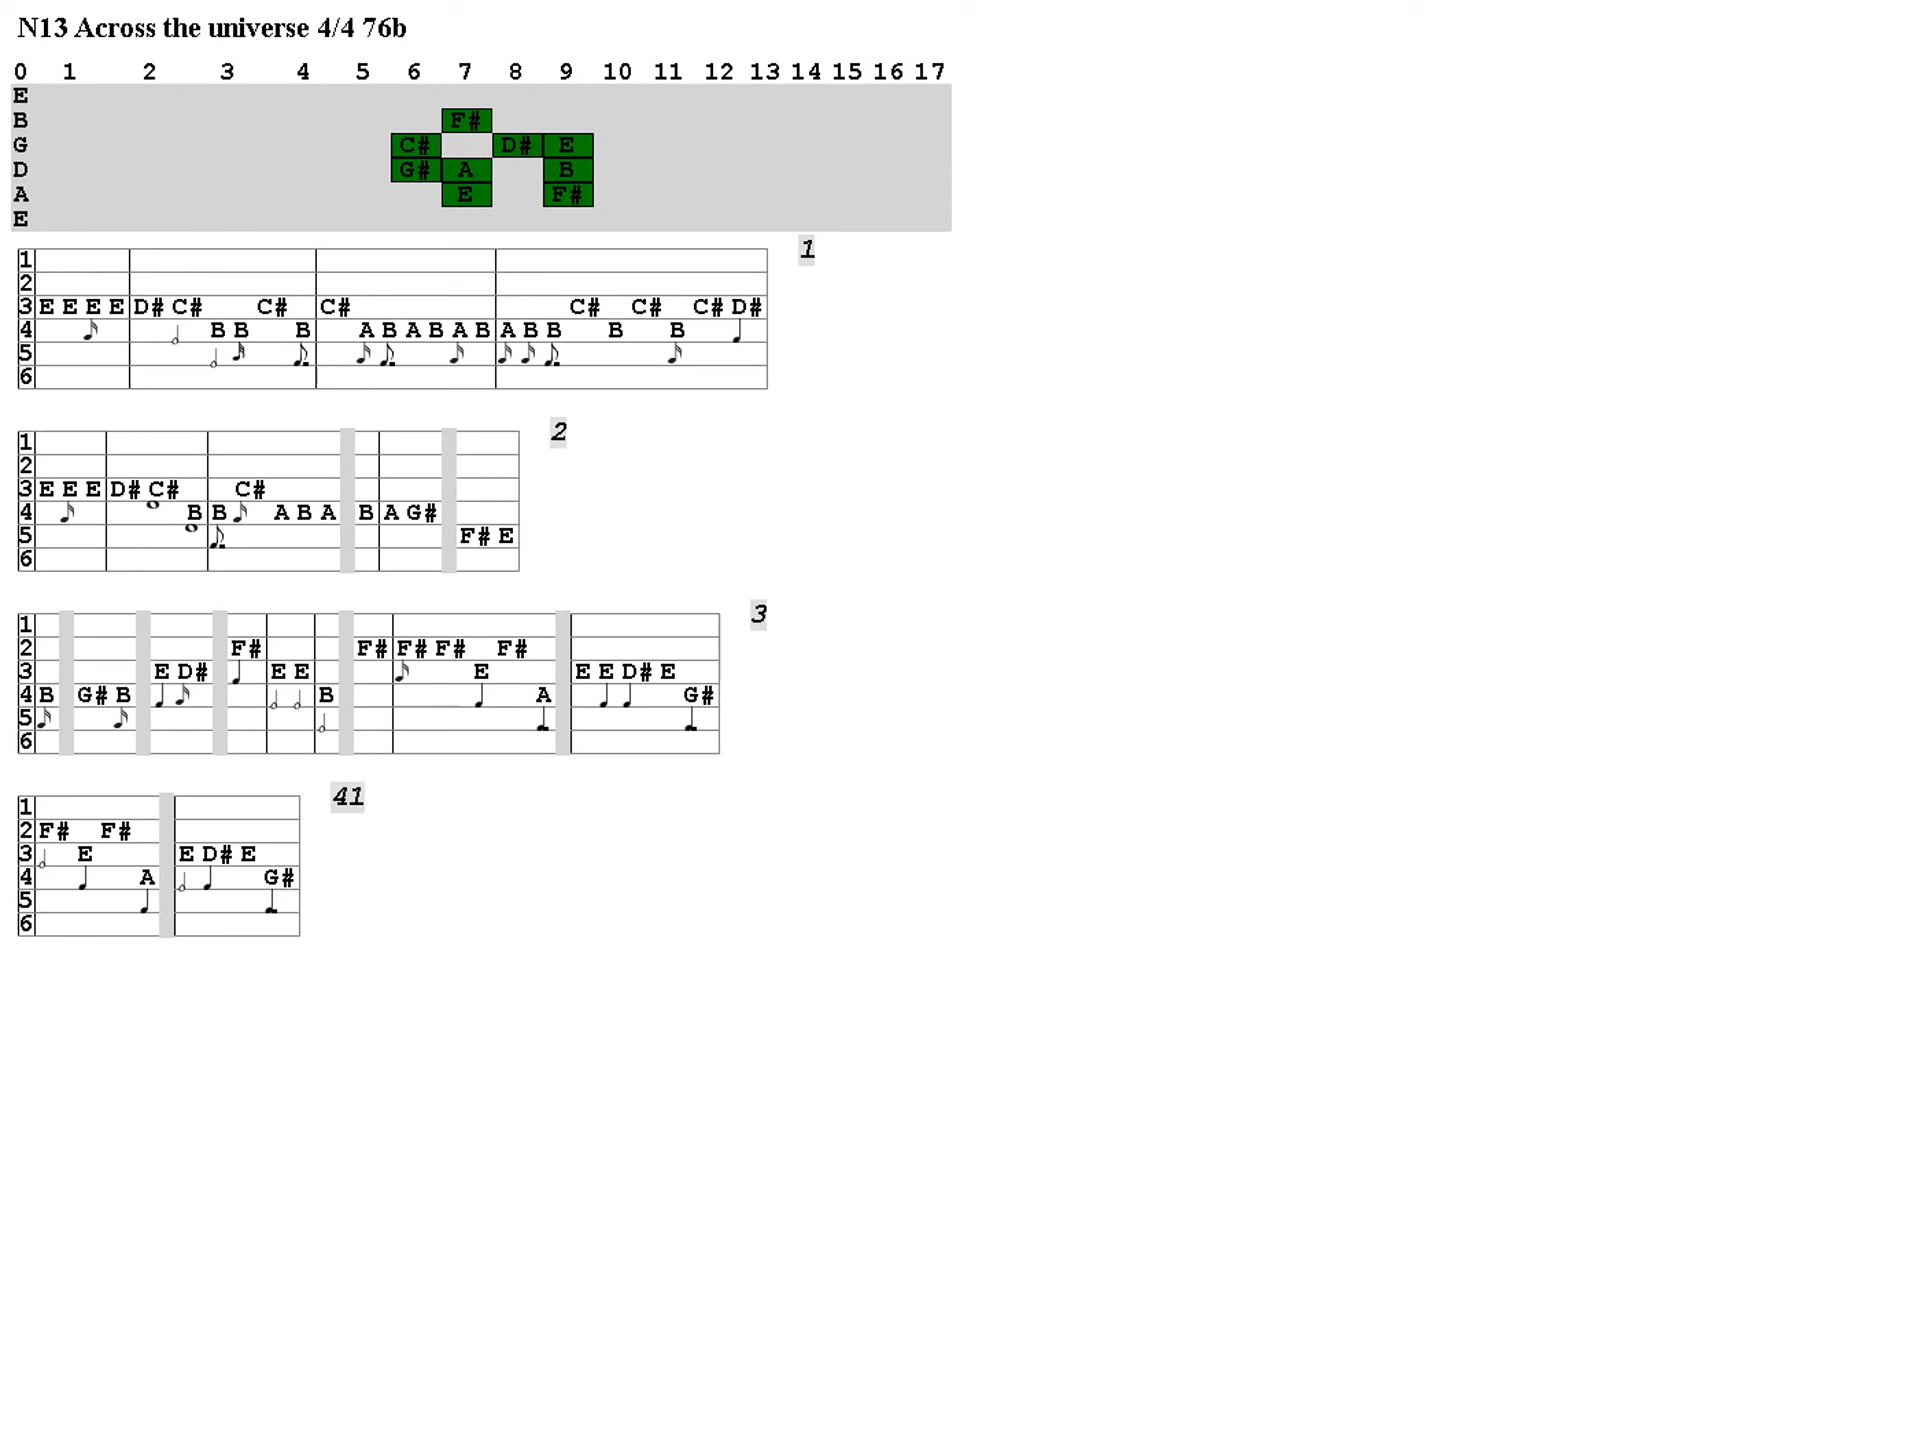 N13 Across the universe 4/4 76b
0 1 2 3 4 5 6 7 8 9 10 11 12 13 14 15 16 17
E
B F#
G C# D# E
D G# A B
A E F#
E
1
1
2
3 E E E E D# C# C# C# C# C# C# D#
4 B B B A B A B A B A B B B B
5
6
2
1
2
3 E E E D# C# C#
4 B B A B A B A G#
5 F# E
6
3
1
2 F# F# F# F# F#
3 E D# E E E E E D# E
4 B G# B B A G#
5
6
41
1
2 F# F#
3 E E D# E
4 A G#
5
6